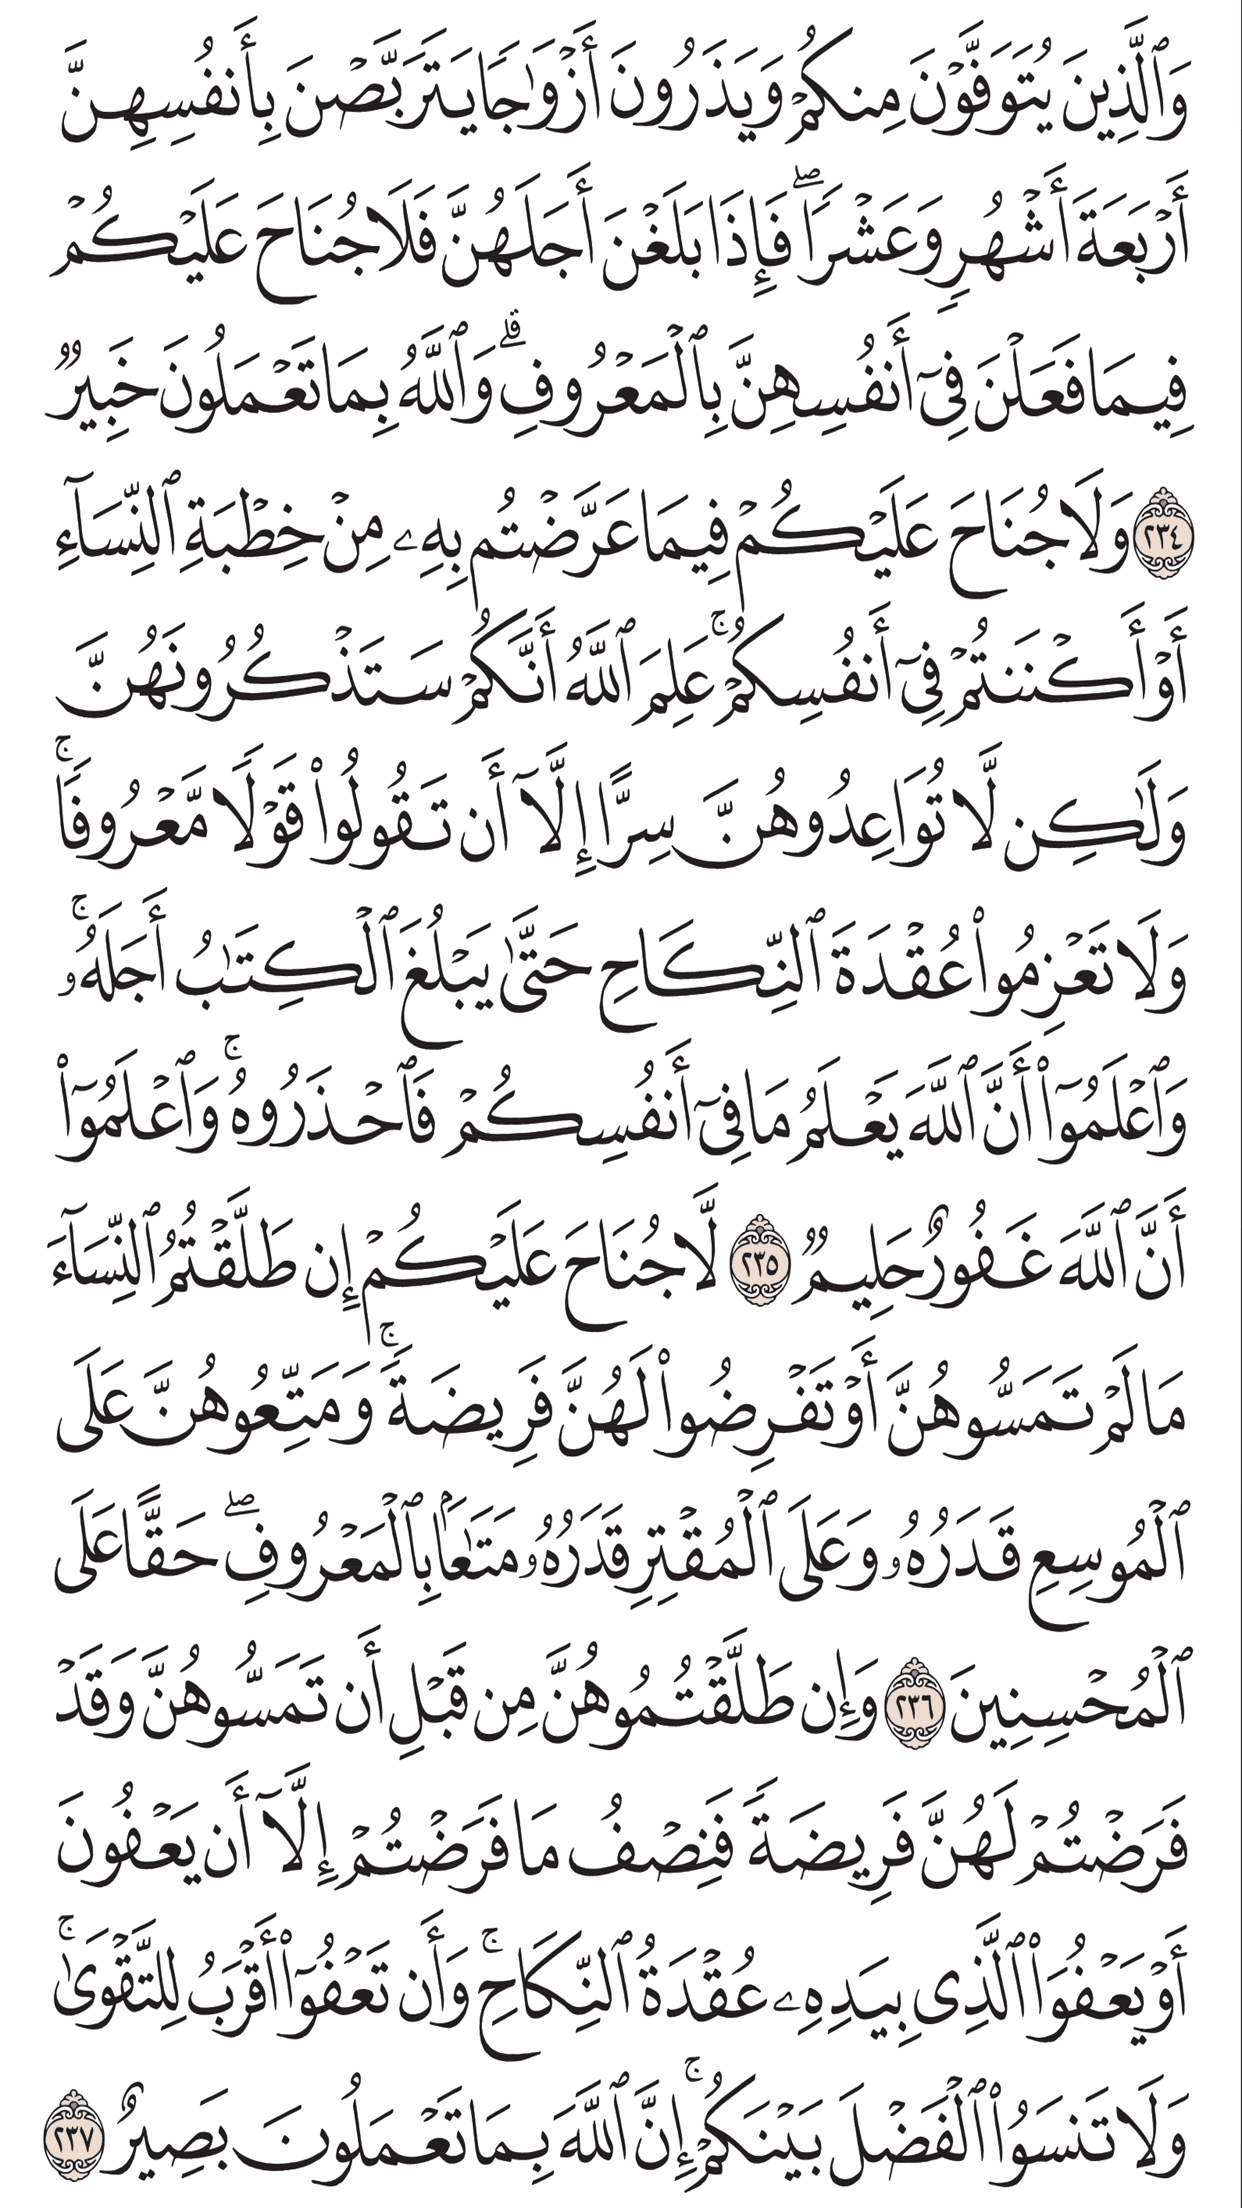 وَٱلَّذِينَ يُتَوَفَّوْنَ مِنكُمْ وَيَذَرُونَ أَزْوَٰجًا يَتَرَبَّصْنَ بِأَنفُسِهِنَّ
أَرْبَعَةَ أَشْهُرٍ وَعَشْرًاۖ فَإِذَا بَلَغْنَ أَجَلَهُنَّ فَلَا جُنَاحَ عَلَيْكُمْ
فِيمَا فَعَلْنَ فِىٓ أَنفُسِهِنَّ بِٱلْمَعْرُوفِۗ وَٱللَّهُ بِمَا تَعْمَلُونَ خَبِيرٌ
٢٣٤ وَلَا جُنَاحَ عَلَيْكُمْ فِيمَا عَرَّضْتُم بِهِۦ مِنْ خِطْبَةِ ٱلنِّسَآءِ
أَوْ أَكْنَنتُمْ فِىٓ أَنفُسِكُمْۚ عَلِمَ ٱللَّهُ أَنَّكُمْ سَتَذْكُرُونَهُنَّ
وَلَٰكِن لَّا تُوَاعِدُوهُنَّ سِرًّا إِلَّآ أَن تَقُولُوا۟ قَوْلًا مَّعْرُوفًاۚ
وَلَا تَعْزِمُوا۟ عُقْدَةَ ٱلنِّكَاحِ حَتَّىٰ يَبْلُغَ ٱلْكِتَٰبُ أَجَلَهُۥۚ
وَٱعْلَمُوٓا۟ أَنَّ ٱللَّهَ يَعْلَمُ مَا فِىٓ أَنفُسِكُمْ فَٱحْذَرُوهُۚ وَٱعْلَمُوٓا۟
أَنَّ ٱللَّهَ غَفُورٌ حَلِيمٌ ٢٣٥ لَّا جُنَاحَ عَلَيْكُمْ إِن طَلَّقْتُمُ ٱلنِّسَآءَ
مَا لَمْ تَمَسُّوهُنَّ أَوْ تَفْرِضُوا۟ لَهُنَّ فَرِيضَةًۚ وَمَتِّعُوهُنَّ عَلَى
ٱلْمُوسِعِ قَدَرُهُۥ وَعَلَى ٱلْمُقْتِرِ قَدَرُهُۥ مَتَٰعًۢا بِٱلْمَعْرُوفِۖ حَقًّا عَلَى
ٱلْمُحْسِنِينَ ٢٣٦ وَإِن طَلَّقْتُمُوهُنَّ مِن قَبْلِ أَن تَمَسُّوهُنَّ وَقَدْ
فَرَضْتُمْ لَهُنَّ فَرِيضَةً فَنِصْفُ مَا فَرَضْتُمْ إِلَّآ أَن يَعْفُونَ
أَوْ يَعْفُوَا۟ ٱلَّذِى بِيَدِهِۦ عُقْدَةُ ٱلنِّكَاحِۚ وَأَن تَعْفُوٓا۟ أَقْرَبُ لِلتَّقْوَىٰۚ
وَلَا تَنسَوُا۟ ٱلْفَضْلَ بَيْنَكُمْۚ إِنَّ ٱللَّهَ بِمَا تَعْمَلُونَ بَصِيرٌ ٢٣٧